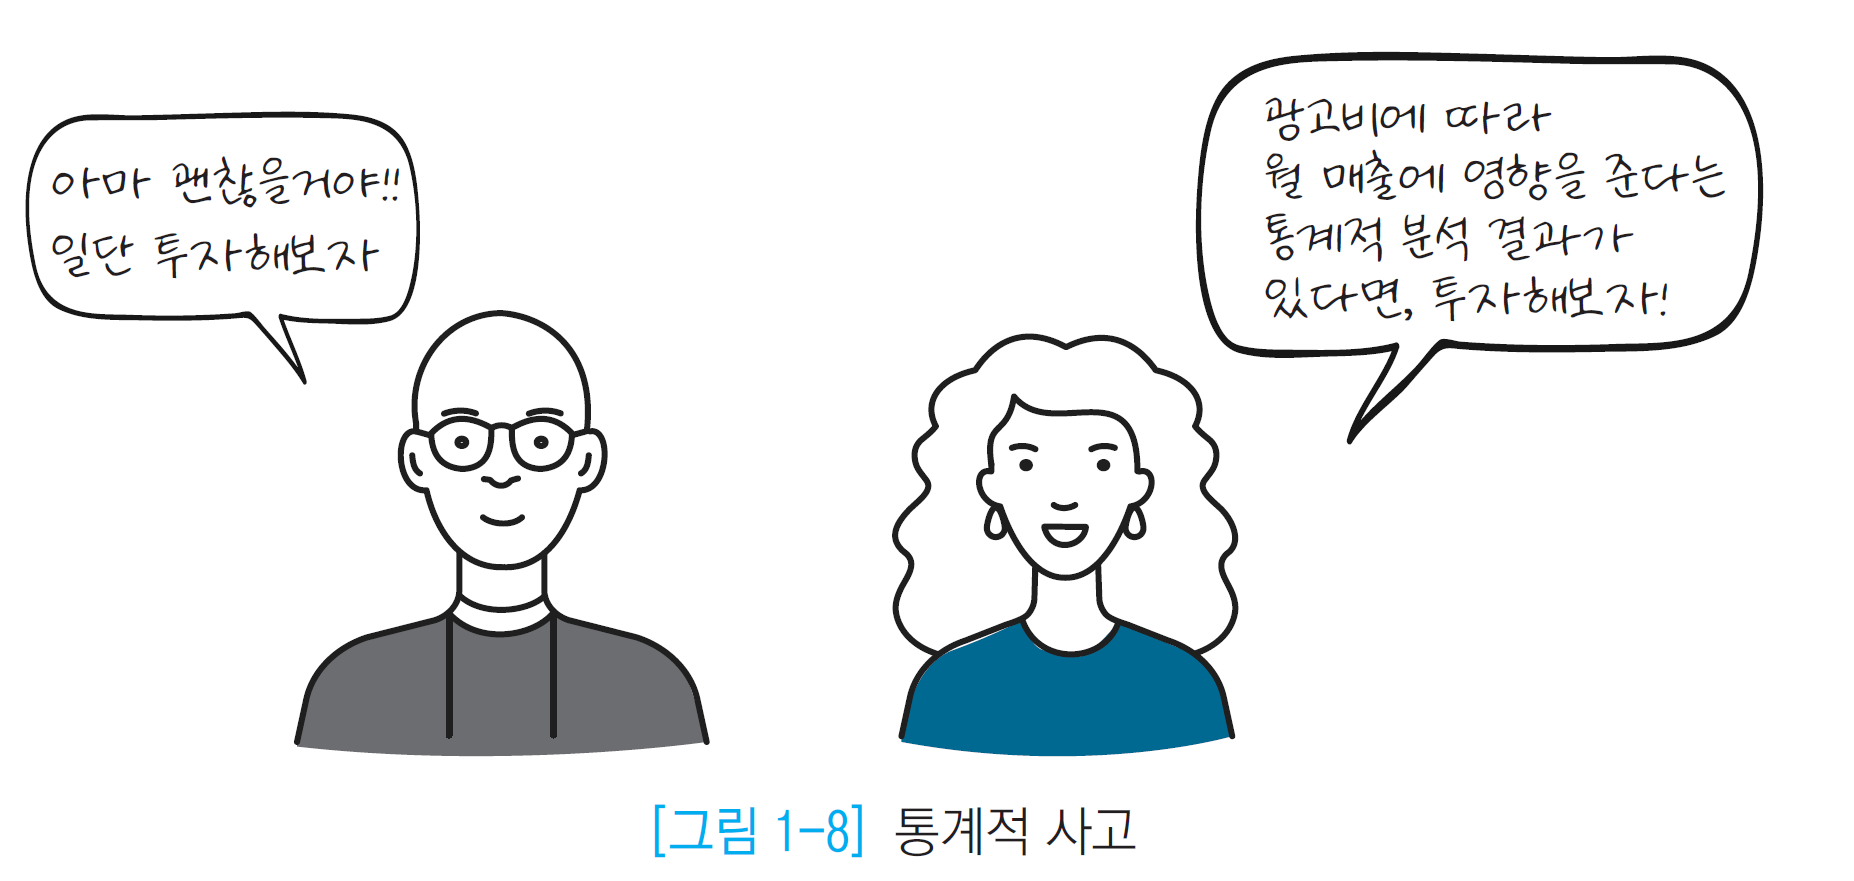 아마 괜찮을거야!!
일단 투자해보자
광고비에 따라
월 매출에 영향을 준다는
통계적 분석 결과가
있다면, 투자해보자!
[그림 1-8] 통계적 사고